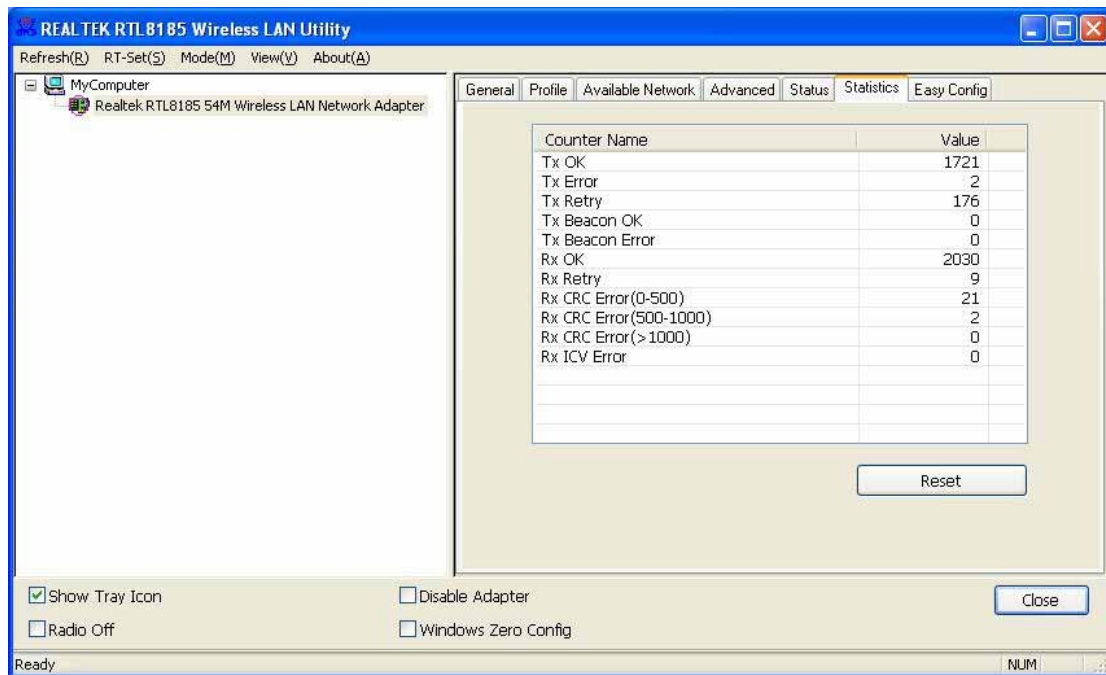 REALTEK RTL8185 Wireless LAN Utility
Refresh(R) RT-Set(S) Mode(M) View(V) About(A)
MyComputer
Realtek RTL8185 54M Wireless LAN Network Adapter
General Profile Available Network Advanced Status Statistics Easy Config
Counter Name Value
Tx OK 1721
Tx Error 2
Tx Retry 176
Tx Beacon OK 0
Tx Beacon Error 0
Rx OK 2030
Rx Retry 9
Rx CRC Error(0-500) 21
Rx CRC Error(500-1000) 2
Rx CRC Error(>1000) 0
Rx ICV Error 0
Reset
Show Tray Icon Disable Adapter Close
Radio Off Windows Zero Config
Ready NUM